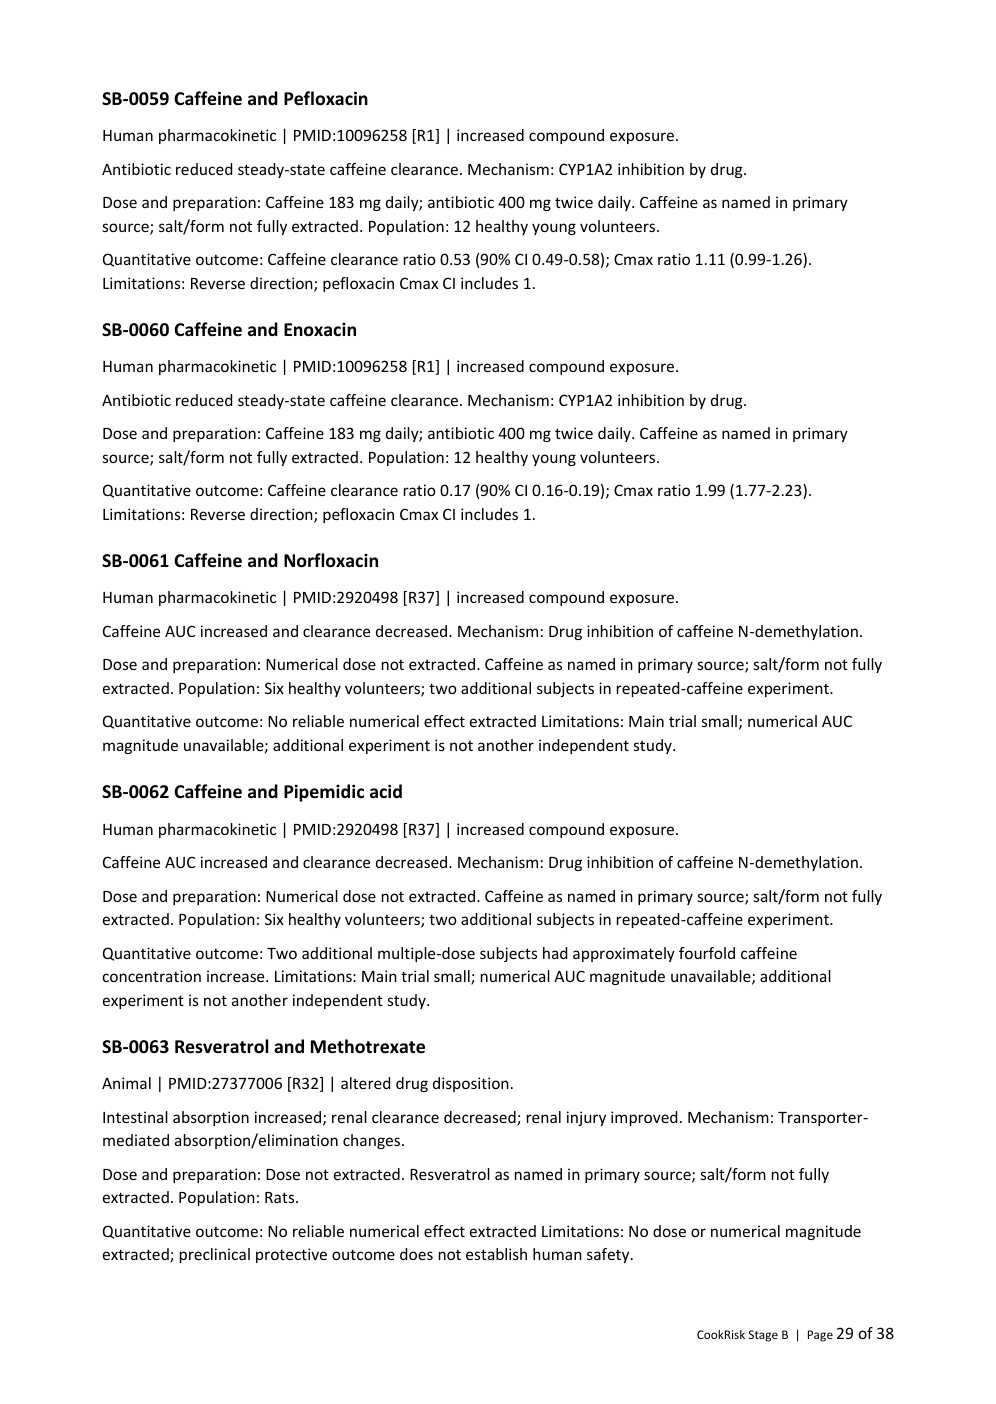 SB-0059 Caffeine and Pefloxacin
Human pharmacokinetic | PMID:10096258 [R1] | increased compound exposure.
Antibiotic reduced steady-state caffeine clearance. Mechanism: CYP1A2 inhibition by drug.
Dose and preparation: Caffeine 183 mg daily; antibiotic 400 mg twice daily. Caffeine as named in primary
source; salt/form not fully extracted. Population: 12 healthy young volunteers.
Quantitative outcome: Caffeine clearance ratio 0.53 (90% CI 0.49-0.58); Cmax ratio 1.11 (0.99-1.26).
Limitations: Reverse direction; pefloxacin Cmax CI includes 1.
SB-0060 Caffeine and Enoxacin
Human pharmacokinetic | PMID:10096258 [R1] | increased compound exposure.
Antibiotic reduced steady-state caffeine clearance. Mechanism: CYP1A2 inhibition by drug.
Dose and preparation: Caffeine 183 mg daily; antibiotic 400 mg twice daily. Caffeine as named in primary
source; salt/form not fully extracted. Population: 12 healthy young volunteers.
Quantitative outcome: Caffeine clearance ratio 0.17 (90% CI 0.16-0.19); Cmax ratio 1.99 (1.77-2.23).
Limitations: Reverse direction; pefloxacin Cmax CI includes 1.
SB-0061 Caffeine and Norfloxacin
Human pharmacokinetic | PMID:2920498 [R37] | increased compound exposure.
Caffeine AUC increased and clearance decreased. Mechanism: Drug inhibition of caffeine N-demethylation.
Dose and preparation: Numerical dose not extracted. Caffeine as named in primary source; salt/form not fully
extracted. Population: Six healthy volunteers; two additional subjects in repeated-caffeine experiment.
Quantitative outcome: No reliable numerical effect extracted Limitations: Main trial small; numerical AUC
magnitude unavailable; additional experiment is not another independent study.
SB-0062 Caffeine and Pipemidic acid
Human pharmacokinetic | PMID:2920498 [R37] | increased compound exposure.
Caffeine AUC increased and clearance decreased. Mechanism: Drug inhibition of caffeine N-demethylation.
Dose and preparation: Numerical dose not extracted. Caffeine as named in primary source; salt/form not fully
extracted. Population: Six healthy volunteers; two additional subjects in repeated-caffeine experiment.
Quantitative outcome: Two additional multiple-dose subjects had approximately fourfold caffeine
concentration increase. Limitations: Main trial small; numerical AUC magnitude unavailable; additional
experiment is not another independent study.
SB-0063 Resveratrol and Methotrexate
Animal | PMID:27377006 [R32] | altered drug disposition.
Intestinal absorption increased; renal clearance decreased; renal injury improved. Mechanism: Transporter-
mediated absorption/elimination changes.
Dose and preparation: Dose not extracted. Resveratrol as named in primary source; salt/form not fully
extracted. Population: Rats.
Quantitative outcome: No reliable numerical effect extracted Limitations: No dose or numerical magnitude
extracted; preclinical protective outcome does not establish human safety.
CookRisk Stage B | Page 29 of 38